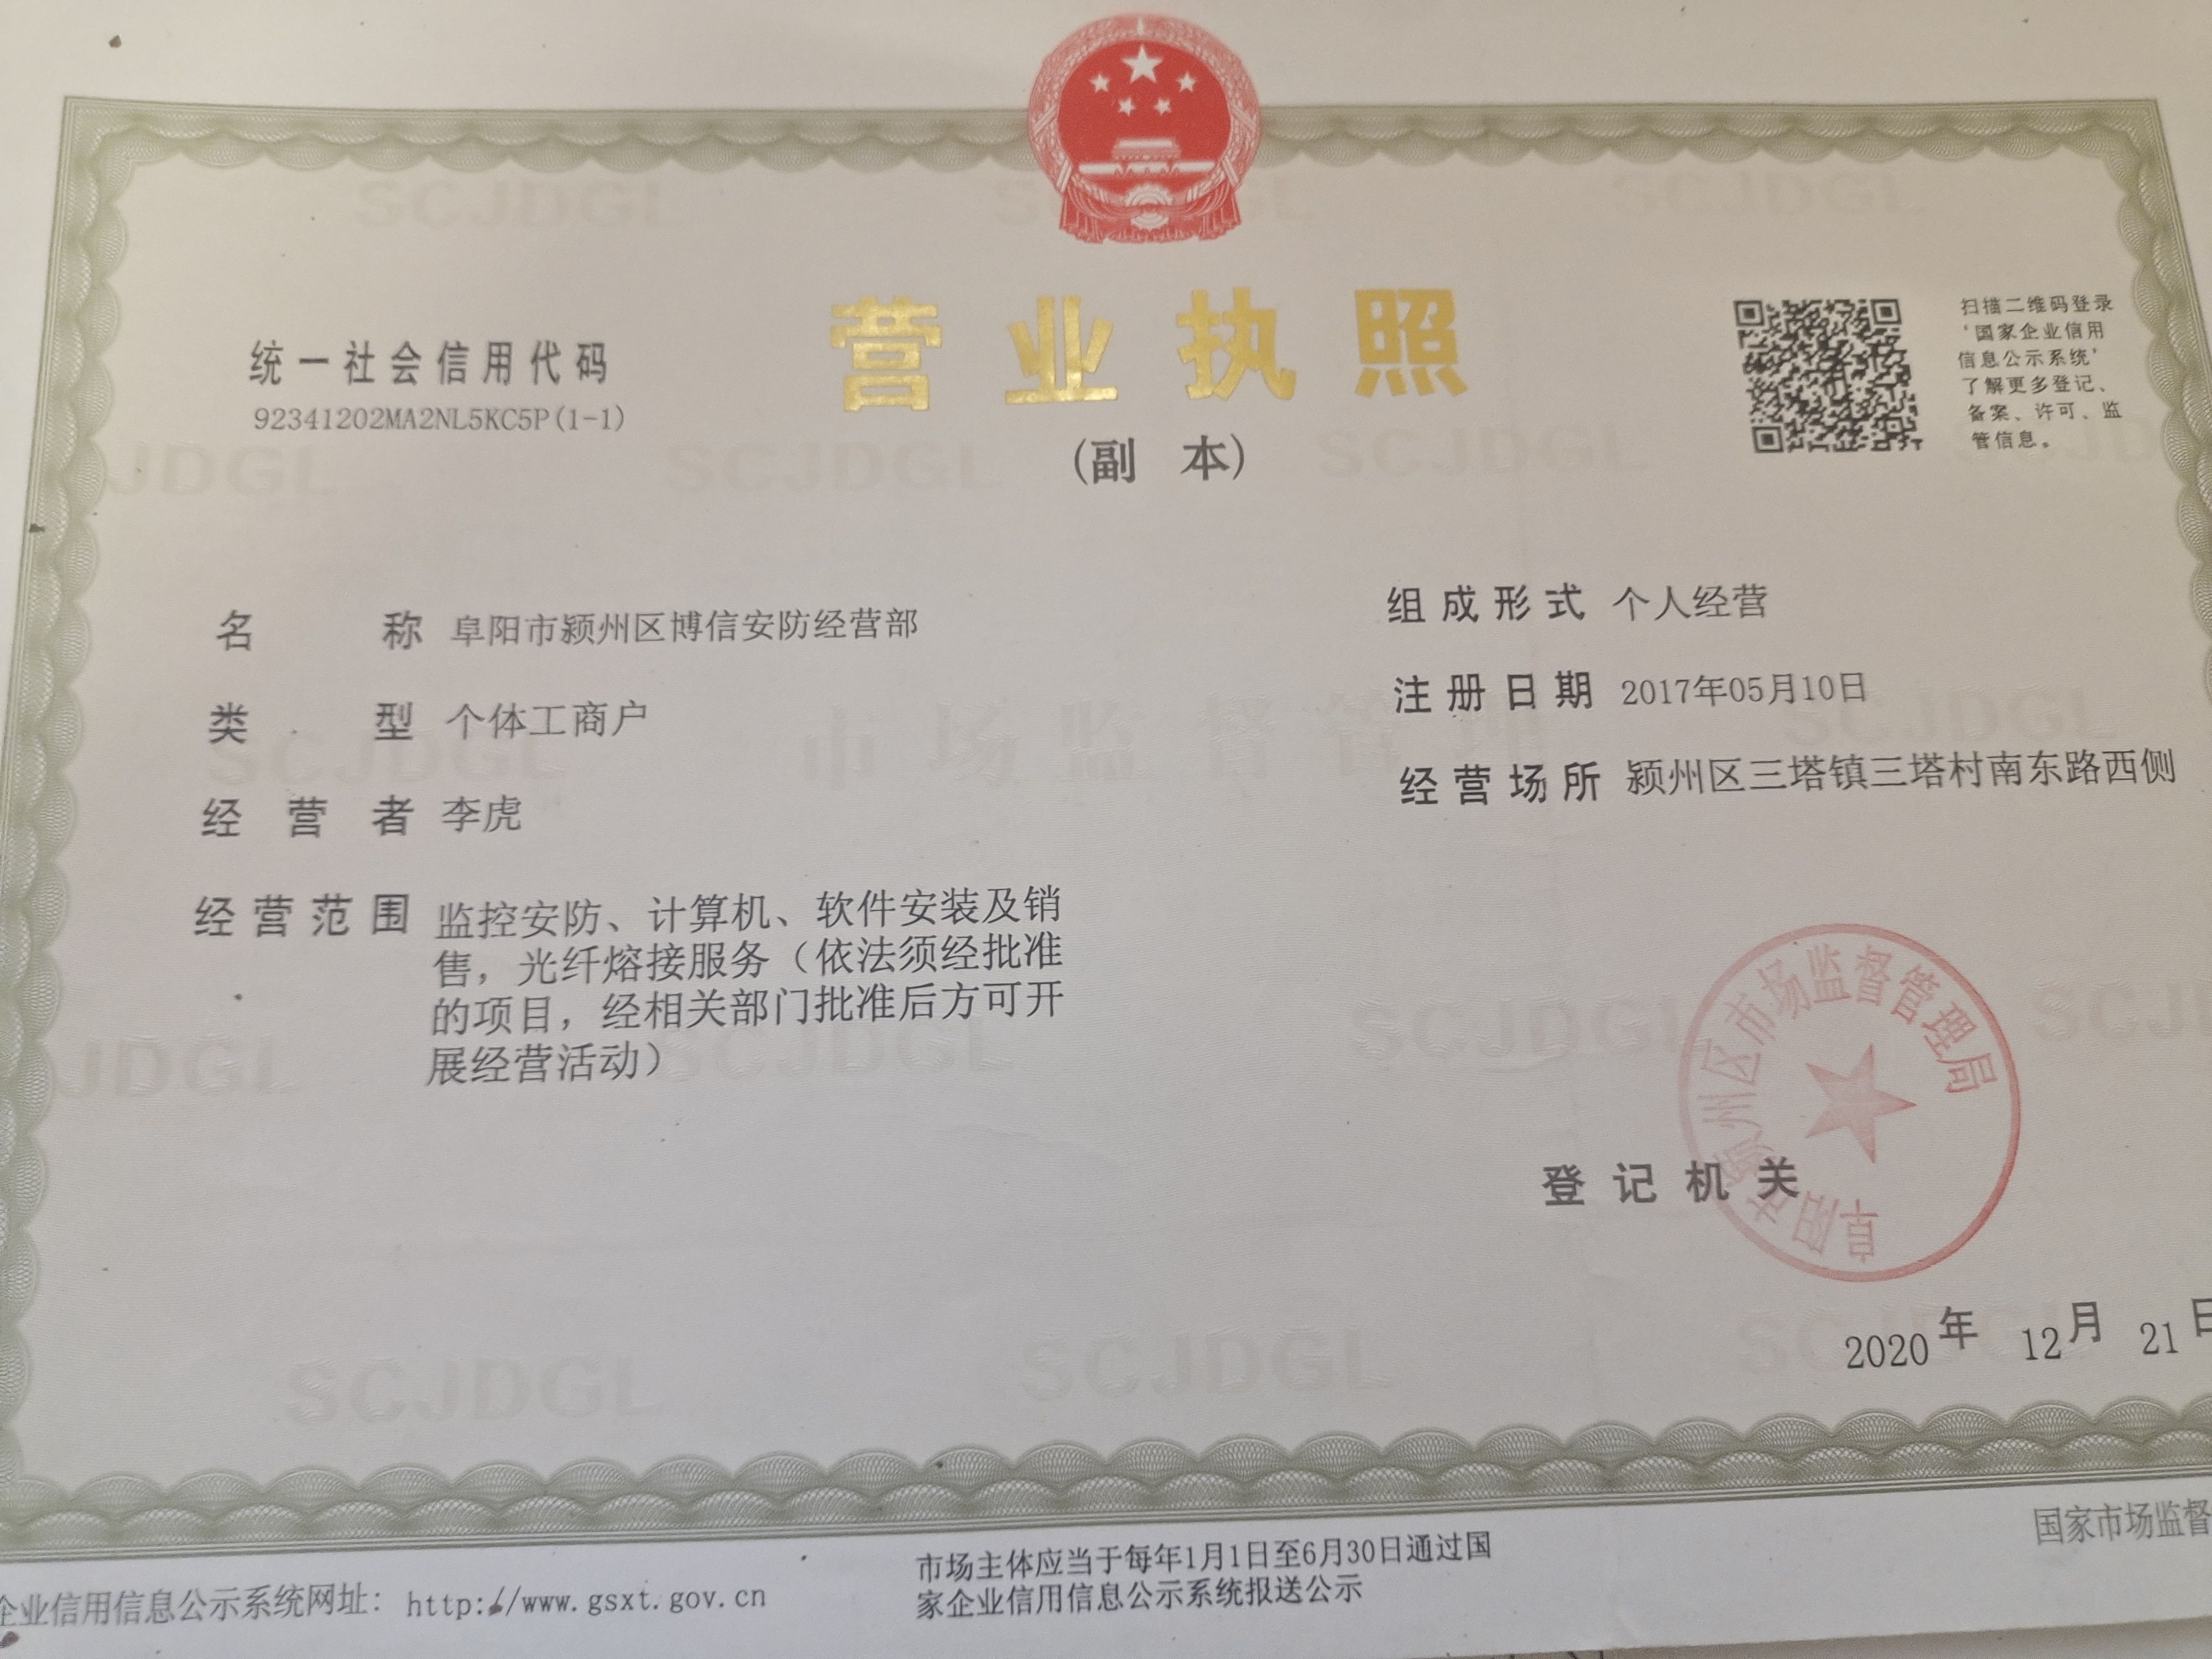 营业执照
(副 本)
统一社会信用代码
92341202MA2NL5KC5P(1-1)
扫描二维码登录
'国家企业信用
信息公示系统'
了解更多登记、
备案、许可、监
管信息。
名 称 阜阳市颍州区博信安防经营部
类 型 个体工商户
经 营 者 李虎
经营范围 监控安防、计算机、软件安装及销
售，光纤熔接服务（依法须经批准
的项目，经相关部门批准后方可开
展经营活动）
组成形式 个人经营
注册日期 2017年05月10日
经营场所 颍州区三塔镇三塔村南东路西侧
市场监督管理
SCJDGL
登记机关
阜阳市颍州区市场监督管理局
2020 年 12 月 21 日
企业信用信息公示系统网址：http://www.gsxt.gov.cn
市场主体应当于每年1月1日至6月30日通过国
家企业信用信息公示系统报送公示
国家市场监督